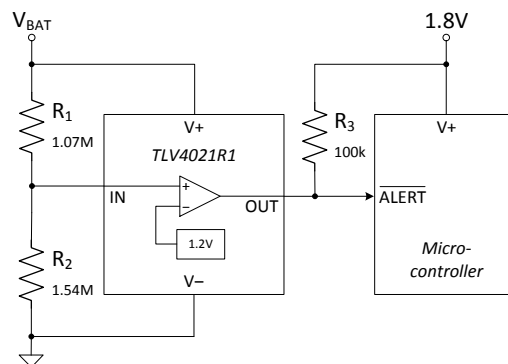 VBAT
1.8V
R1
1.07M
V+
TLV4021R1
R3
100k
V+
IN
+
−
OUT
ALERT
1.2V
Micro-
controller
R2
1.54M
V−